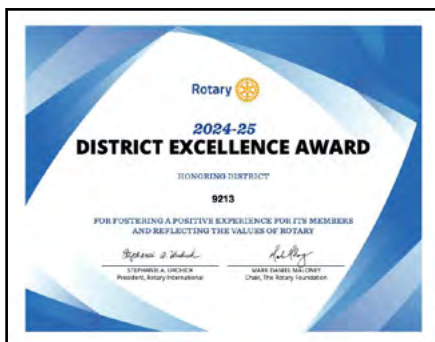 Rotary
2024-25
DISTRICT EXCELLENCE AWARD
HONORING DISTRICT
9213
FOR FOSTERING A POSITIVE EXPERIENCE FOR ITS MEMBERS
AND REFLECTING THE VALUES OF ROTARY
STEPHANIE A. URCHICK
President, Rotary International
MARK DANIEL MALONEY
Chair, The Rotary Foundation